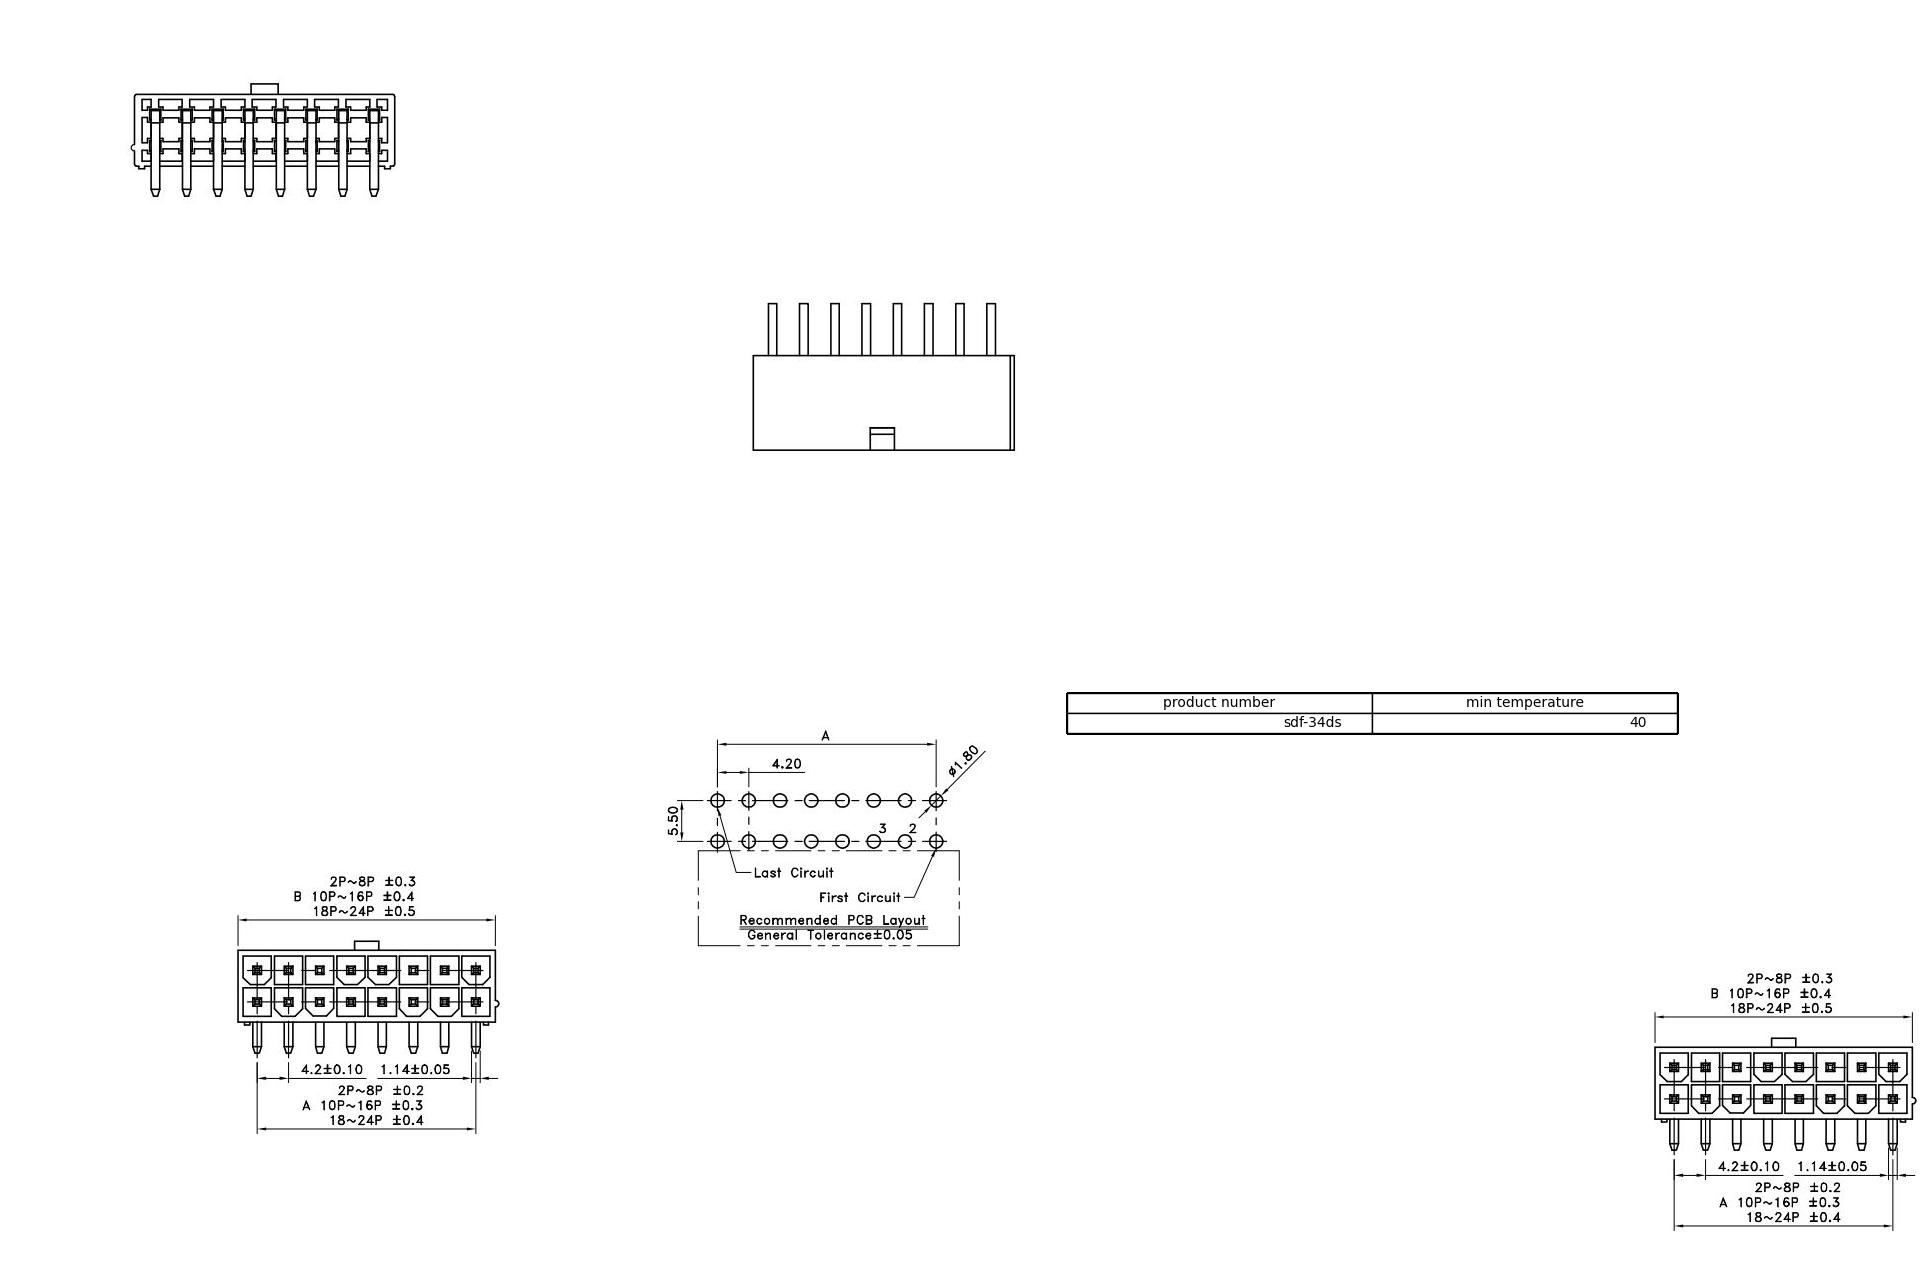 product number min temperature
sdf-34ds 40
A
4.20
ø1.80
5.50
3 2
Last Circuit
First Circuit
Recommended PCB Layout
General Tolerance±0.05
2P~8P ±0.3
B 10P~16P ±0.4
18P~24P ±0.5
4.2±0.10 1.14±0.05
2P~8P ±0.2
A 10P~16P ±0.3
18~24P ±0.4
2P~8P ±0.3
B 10P~16P ±0.4
18P~24P ±0.5
4.2±0.10 1.14±0.05
2P~8P ±0.2
A 10P~16P ±0.3
18~24P ±0.4